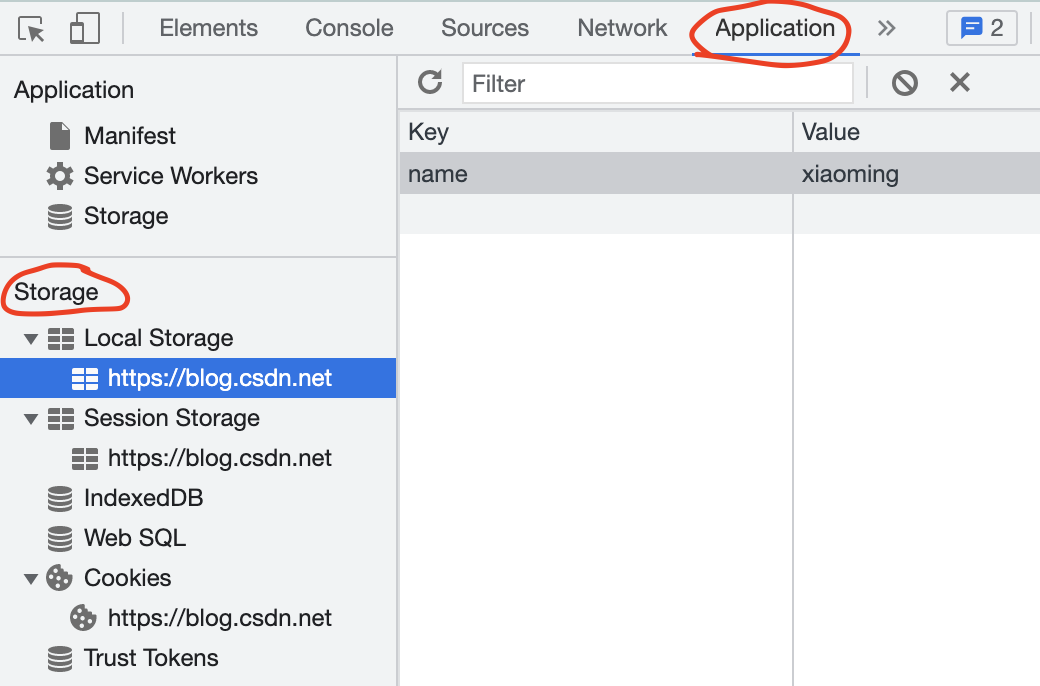 Elements Console Sources Network Application 2
Application
Filter
Manifest
Service Workers
Storage
Key Value
name xiaoming
Storage
Local Storage
https://blog.csdn.net
Session Storage
https://blog.csdn.net
IndexedDB
Web SQL
Cookies
https://blog.csdn.net
Trust Tokens